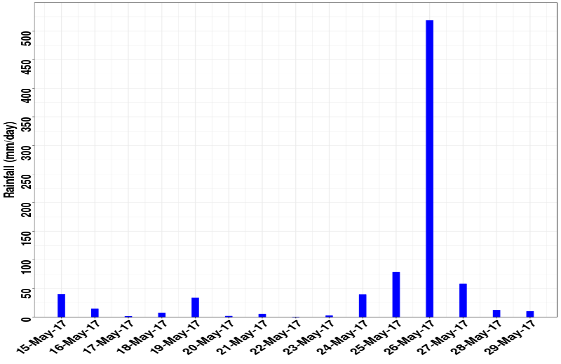 Rainfall (mm/day)
500
450
400
350
300
250
200
150
100
50
0
15-May-17
16-May-17
17-May-17
18-May-17
19-May-17
20-May-17
21-May-17
22-May-17
23-May-17
24-May-17
25-May-17
26-May-17
27-May-17
28-May-17
29-May-17